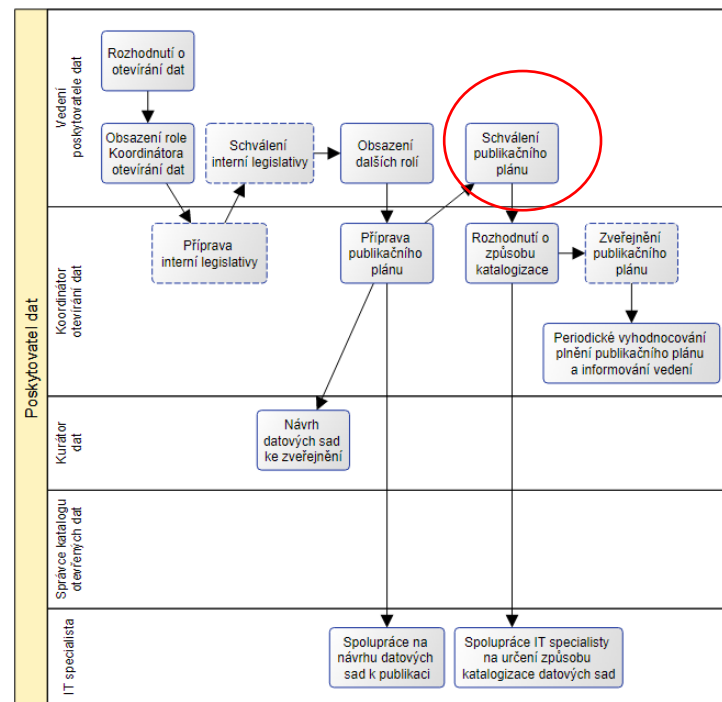 Poskytovatel dat
Vedení
poskytovatele dat
Rozhodnutí o
otevírání dat
Obsazení role
Koordinátora
otevírání dat
Schválení
interní legislativy
Obsazení
dalších rolí
Schválení
publikačního
plánu
Koordinátor
otevírání dat
Příprava
interní legislativy
Příprava
publikačního
plánu
Rozhodnutí o
způsobu
katalogizace
Zveřejnění
publikačního
plánu
Periodické vyhodnocování
plnění publikačního plánu
a informování vedení
Kurátor
dat
Návrh
datových sad
ke zveřejnění
Správce katalogu
otevřených dat
IT specialista
Spolupráce na
návrhu datových
sad k publikaci
Spolupráce IT specialisty
na určení způsobu
katalogizace datových sad